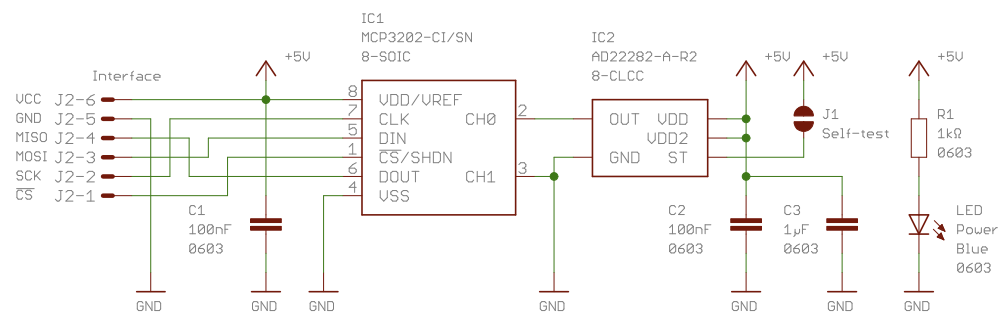 IC1
MCP3202-CI/SN
8-SOIC
IC2
AD22282-A-R2
8-CLCC
+5V
+5V
+5V
+5V
Interface
VCC J2-6
GND J2-5
MISO J2-4
MOSI J2-3
SCK J2-2
CS J2-1
8 VDD/VREF
7 CLK
5 DIN
1 CS/SHDN
6 DOUT
4 VSS
CH0 2
CH1 3
OUT VDD
VDD2
GND ST
J1
Self-test
R1
1kΩ
0603
C1
100nF
0603
C2
100nF
0603
C3
1µF
0603
LED
Power
Blue
0603
GND
GND
GND
GND
GND
GND
GND